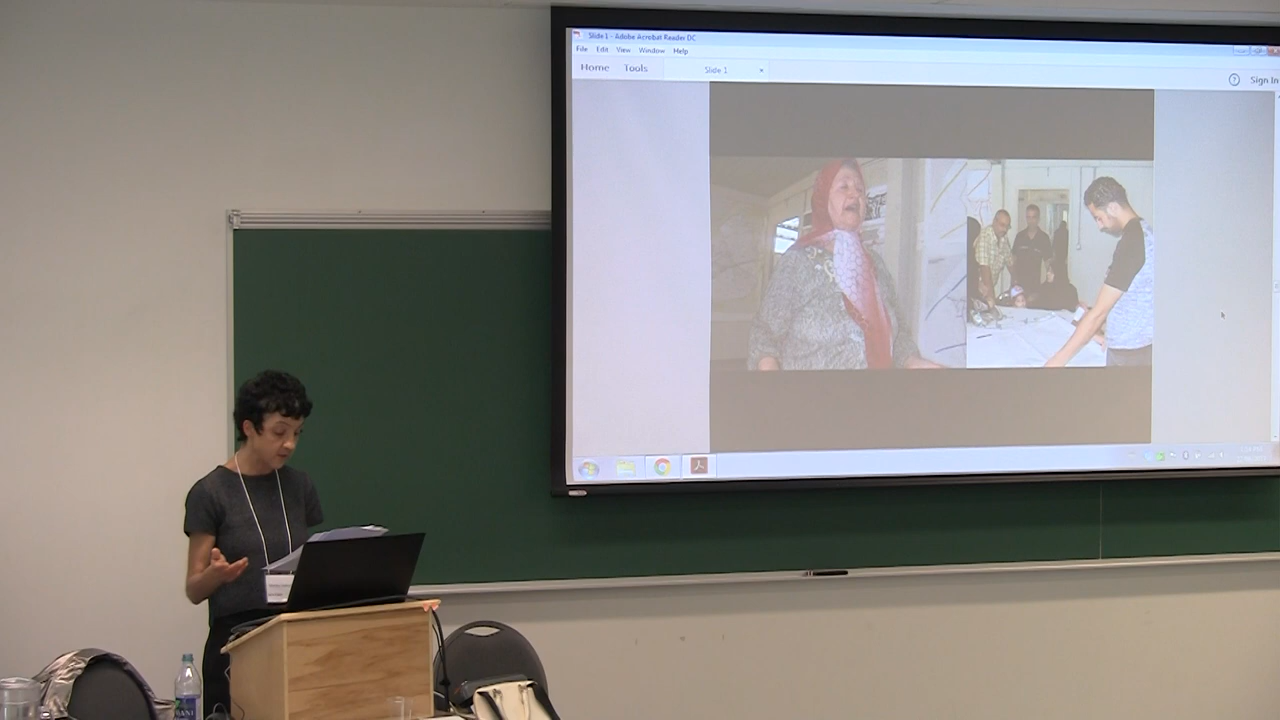 Slide 1 - Adobe Acrobat Reader DC
File Edit View Window Help
Home Tools Slide 1
? Sign In